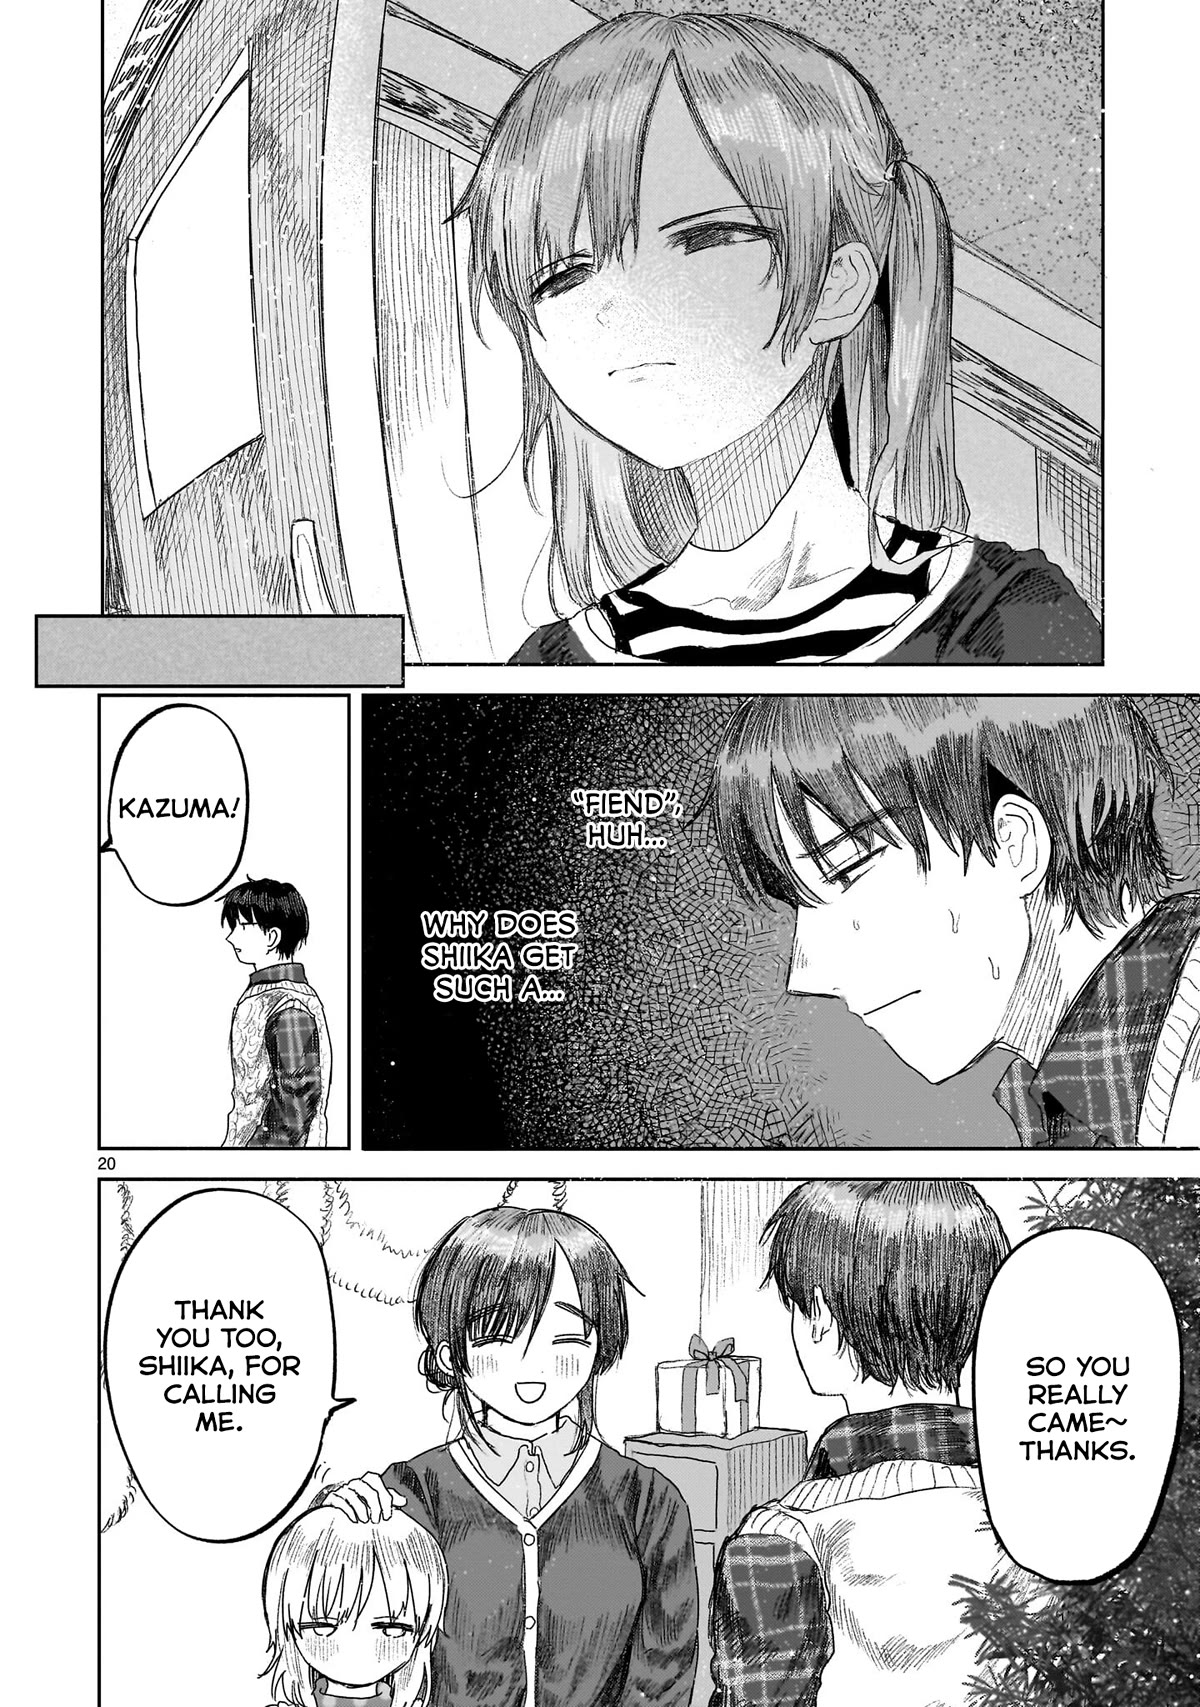 "FIEND",
HUH...
WHY DOES
SHIIKA GET
SUCH A...
KAZUMA!
20
SO YOU
REALLY
CAME~
THANKS.
THANK
YOU TOO,
SHIIKA, FOR
CALLING
ME.